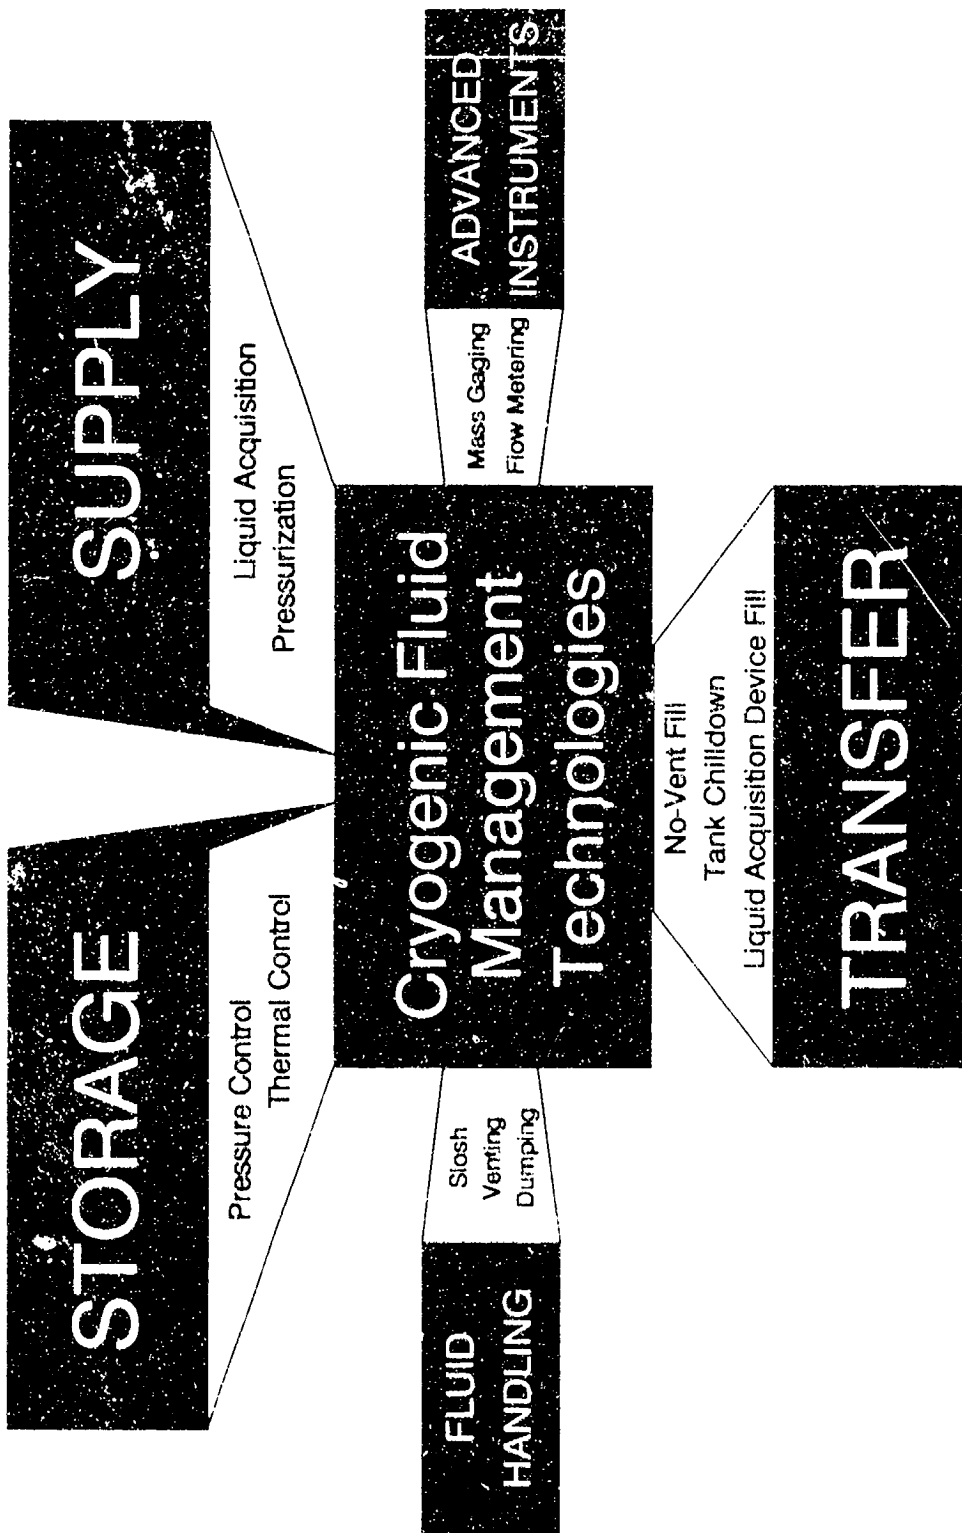 STORAGE
Pressure Control
Thermal Control
SUPPLY
Liquid Acquisition
Pressurization
FLUID
HANDLING
Slosh
Venting
Dumping
Cryogenic Fluid
Management
Technologies
Mass Gaging
Flow Metering
ADVANCED
INSTRUMENTS
No-Vent Fill
Tank Chilldown
Liquid Acquisition Device Fill
TRANSFER